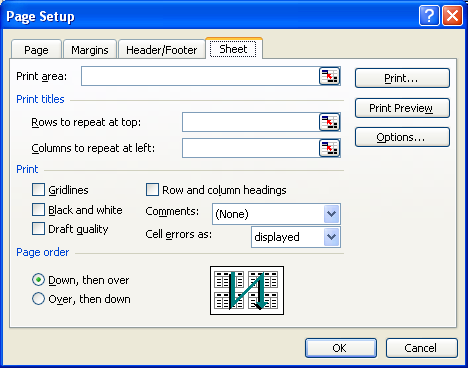 Page Setup
Page Margins Header/Footer Sheet
Print area: Print...
Print titles Print Preview
Rows to repeat at top:
Columns to repeat at left: Options...
Print
Gridlines Row and column headings
Black and white Comments: (None)
Draft quality Cell errors as: displayed
Page order
Down, then over
Over, then down
OK Cancel